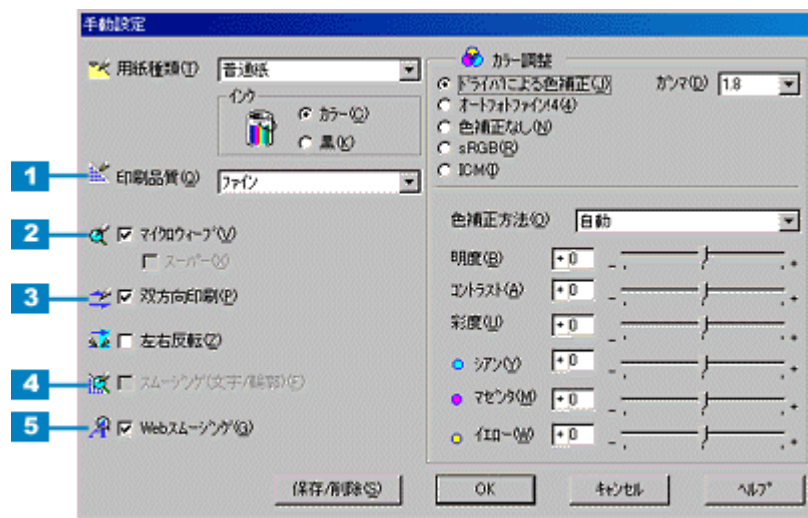 手動設定
用紙種類(T) 普通紙
インク
カラー(C)
黒(K)
1 印刷品質(Q) ファイン
2 マイクロウィーブ(V)
スーパー(X)
3 双方向印刷(P)
左右反転(Z)
4 スムージング(文字/輪郭)(F)
5 Webスムージング(G)
保存/削除(S)
カラー調整
ドライバによる色補正(J) ガンマ(D) 1.8
オートフォトファイン!4(4)
色補正なし(N)
sRGB(R)
ICM(I)
色補正方法(O) 自動
明度(B) +0 - +
コントラスト(A) +0 - +
彩度(U) +0 - +
シアン(Y) +0 - +
マゼンタ(M) +0 - +
イエロー(W) +0 - +
OK キャンセル ヘルプ